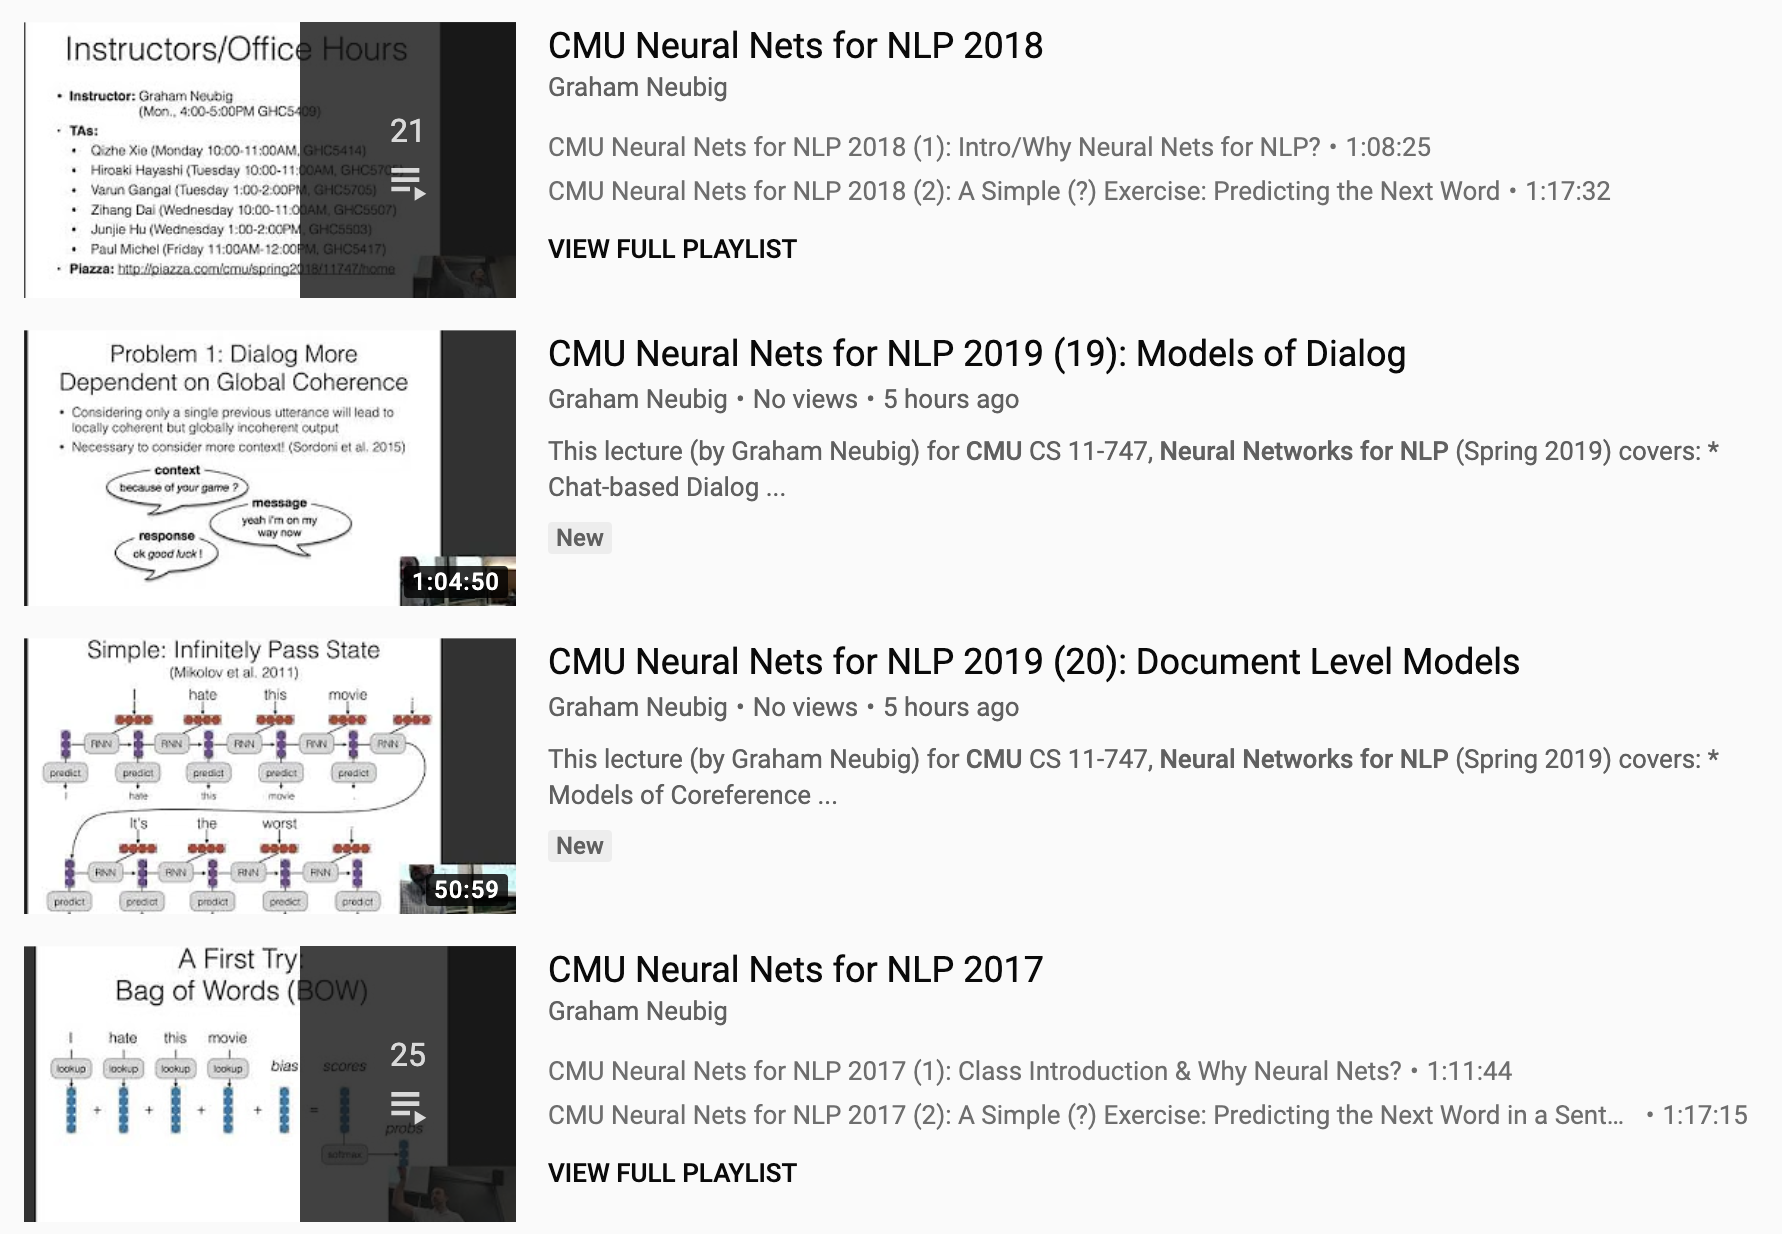 Instructors/Office Hours
• Instructor: Graham Neubig
(Mon., 4:00-5:00PM GHC5409)
• TAs:
• Qizhe Xie (Monday 10:00-11:00AM, GHC5414)
• Hiroaki Hayashi (Tuesday 10:00-11:00AM, GHC5705)
• Varun Gangal (Tuesday 1:00-2:00PM, GHC5705)
• Zihang Dai (Wednesday 10:00-11:00AM, GHC5507)
• Junjie Hu (Wednesday 1:00-2:00PM, GHC5503)
• Paul Michel (Friday 11:00AM-12:00PM, GHC5417)
• Piazza: http://piazza.com/cmu/spring2018/11747/home
21
CMU Neural Nets for NLP 2018
Graham Neubig
CMU Neural Nets for NLP 2018 (1): Intro/Why Neural Nets for NLP? • 1:08:25
CMU Neural Nets for NLP 2018 (2): A Simple (?) Exercise: Predicting the Next Word • 1:17:32
VIEW FULL PLAYLIST
Problem 1: Dialog More
Dependent on Global Coherence
• Considering only a single previous utterance will lead to
locally coherent but globally incoherent output
• Necessary to consider more context! (Sordoni et al. 2015)
context
because of your game ?
message
yeah i'm on my
way now
response
ok good luck !
1:04:50
CMU Neural Nets for NLP 2019 (19): Models of Dialog
Graham Neubig • No views • 5 hours ago
This lecture (by Graham Neubig) for CMU CS 11-747, Neural Networks for NLP (Spring 2019) covers: *
Chat-based Dialog ...
New
Simple: Infinitely Pass State
(Mikolov et al. 2011)
I hate this movie .
RNN RNN RNN RNN RNN
predict predict predict predict predict
I hate this movie .
It's the worst .
RNN RNN RNN RNN
predict predict predict predict predict
50:59
CMU Neural Nets for NLP 2019 (20): Document Level Models
Graham Neubig • No views • 5 hours ago
This lecture (by Graham Neubig) for CMU CS 11-747, Neural Networks for NLP (Spring 2019) covers: *
Models of Coreference ...
New
A First Try:
Bag of Words (BOW)
I hate this movie
lookup lookup lookup lookup bias scores
+ + + + =
probs
softmax
25
CMU Neural Nets for NLP 2017
Graham Neubig
CMU Neural Nets for NLP 2017 (1): Class Introduction & Why Neural Nets? • 1:11:44
CMU Neural Nets for NLP 2017 (2): A Simple (?) Exercise: Predicting the Next Word in a Sent... • 1:17:15
VIEW FULL PLAYLIST